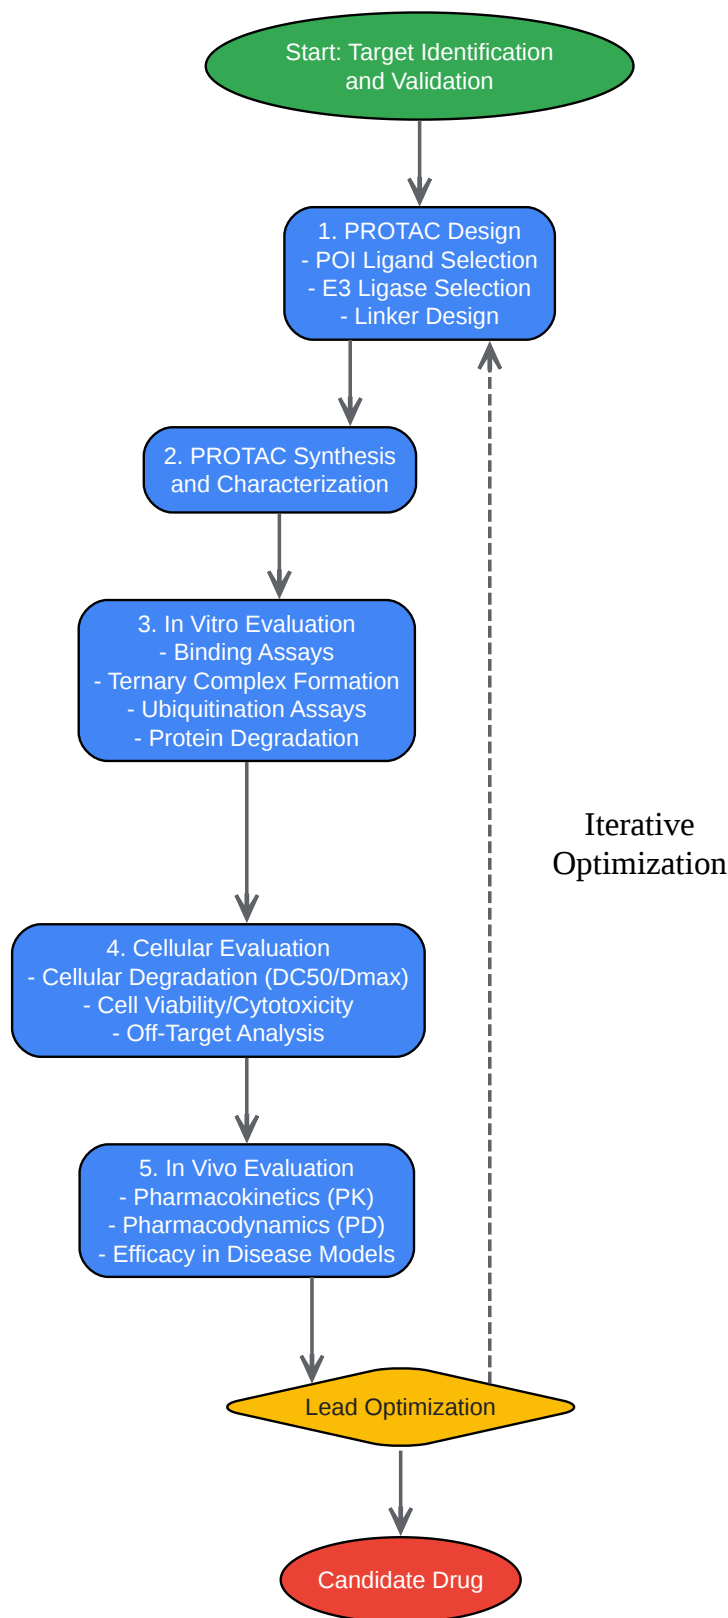 Start: Target Identification
and Validation
1. PROTAC Design
- POI Ligand Selection
- E3 Ligase Selection
- Linker Design
2. PROTAC Synthesis
and Characterization
3. In Vitro Evaluation
- Binding Assays
- Ternary Complex Formation
- Ubiquitination Assays
- Protein Degradation
Iterative
Optimization
4. Cellular Evaluation
- Cellular Degradation (DC50/Dmax)
- Cell Viability/Cytotoxicity
- Off-Target Analysis
5. In Vivo Evaluation
- Pharmacokinetics (PK)
- Pharmacodynamics (PD)
- Efficacy in Disease Models
Lead Optimization
Candidate Drug